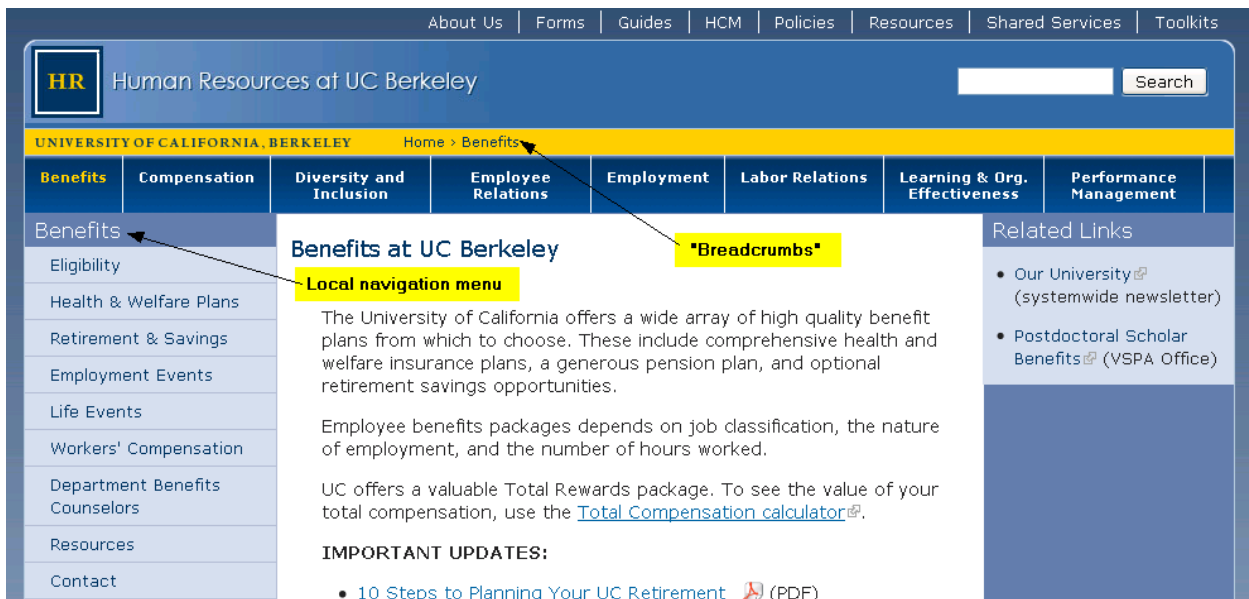 About Us | Forms | Guides | HCM | Policies | Resources | Shared Services | Toolkits
HR
Human Resources at UC Berkeley
Search
UNIVERSITY OF CALIFORNIA, BERKELEY
Home › Benefits
Benefits
Compensation
Diversity and
Inclusion
Employee
Relations
Employment
Labor Relations
Learning & Org.
Effectiveness
Performance
Management
Benefits
Eligibility
Health & Welfare Plans
Retirement & Savings
Employment Events
Life Events
Workers' Compensation
Department Benefits
Counselors
Resources
Contact
Benefits at UC Berkeley
"Breadcrumbs"
Local navigation menu
The University of California offers a wide array of high quality benefit
plans from which to choose. These include comprehensive health and
welfare insurance plans, a generous pension plan, and optional
retirement savings opportunities.
Employee benefits packages depends on job classification, the nature
of employment, and the number of hours worked.
UC offers a valuable Total Rewards package. To see the value of your
total compensation, use the Total Compensation calculator.
IMPORTANT UPDATES:
• 10 Steps to Planning Your UC Retirement (PDF)
Related Links
• Our University
(systemwide newsletter)
• Postdoctoral Scholar
Benefits (VSPA Office)